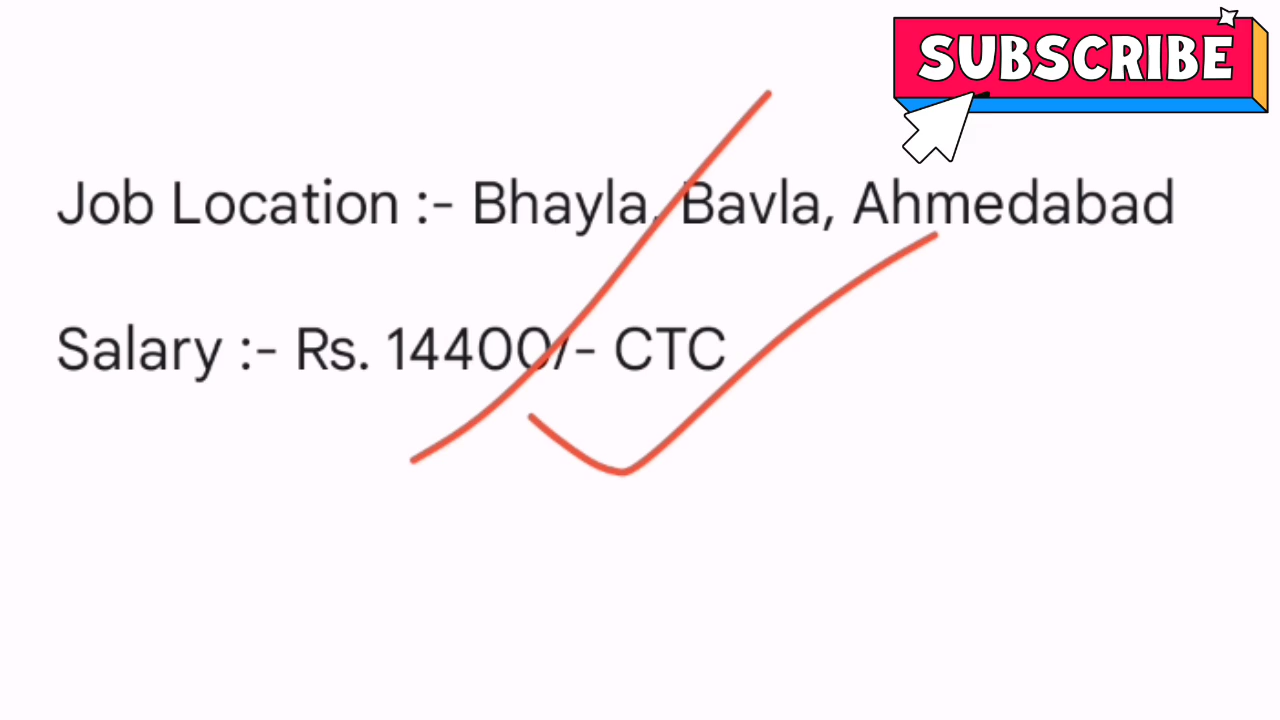 SUBSCRIBE
Job Location :- Bhayla, Bavla, Ahmedabad
Salary :- Rs. 14400/- CTC